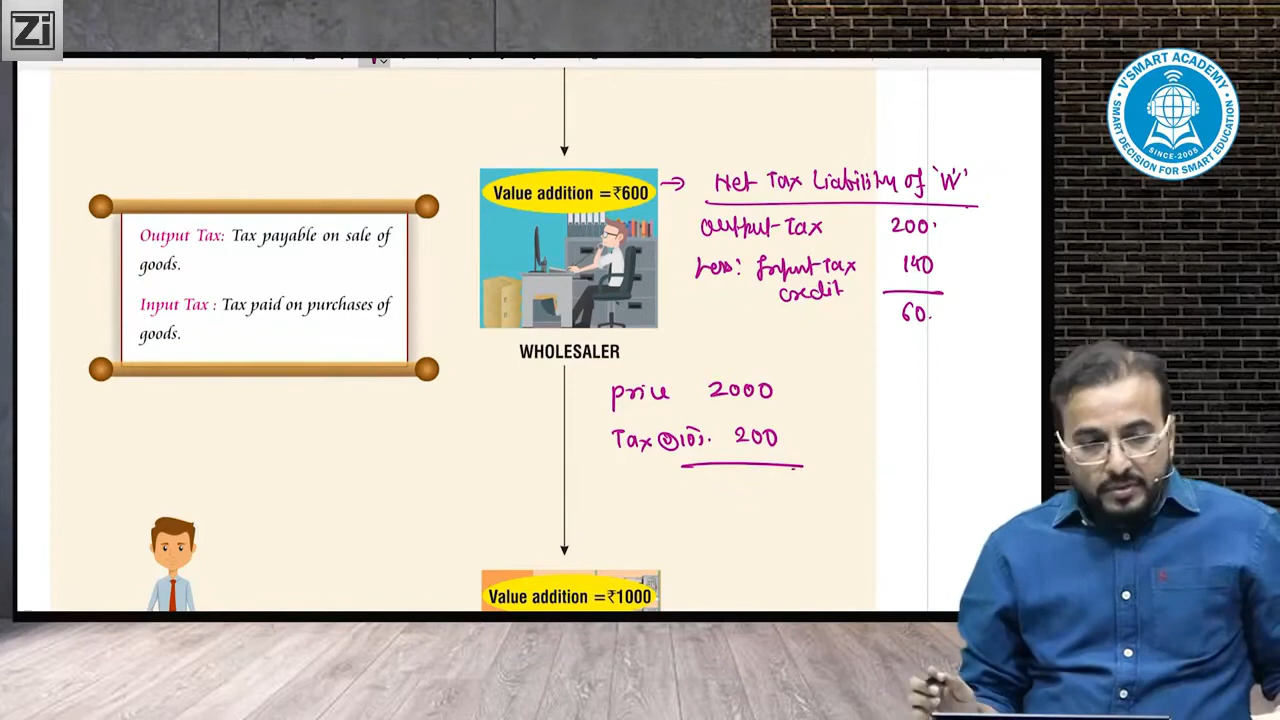 Zi
V'SMART ACADEMY
SMART DECISION FOR SMART EDUCATION
SINCE-2005
Value addition =₹600
→ Net Tax Liability of 'W'
Output Tax: Tax payable on sale of
goods.
Input Tax : Tax paid on purchases of
goods.
Output-Tax 200.
Less: Input-Tax 140
credit
60.
WHOLESALER
price 2000
Tax @10%. 200
Value addition =₹1000